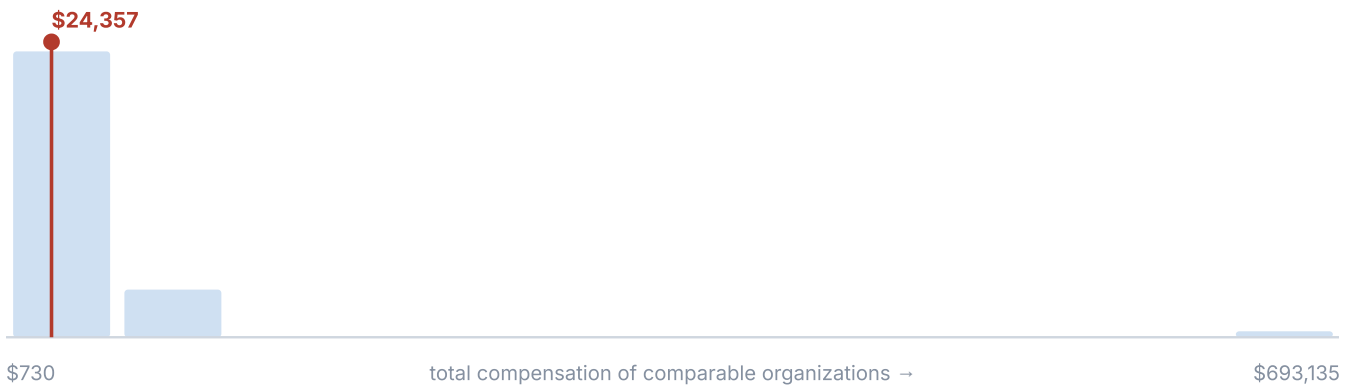 $24,357
$730
total compensation of comparable organizations →
$693,135